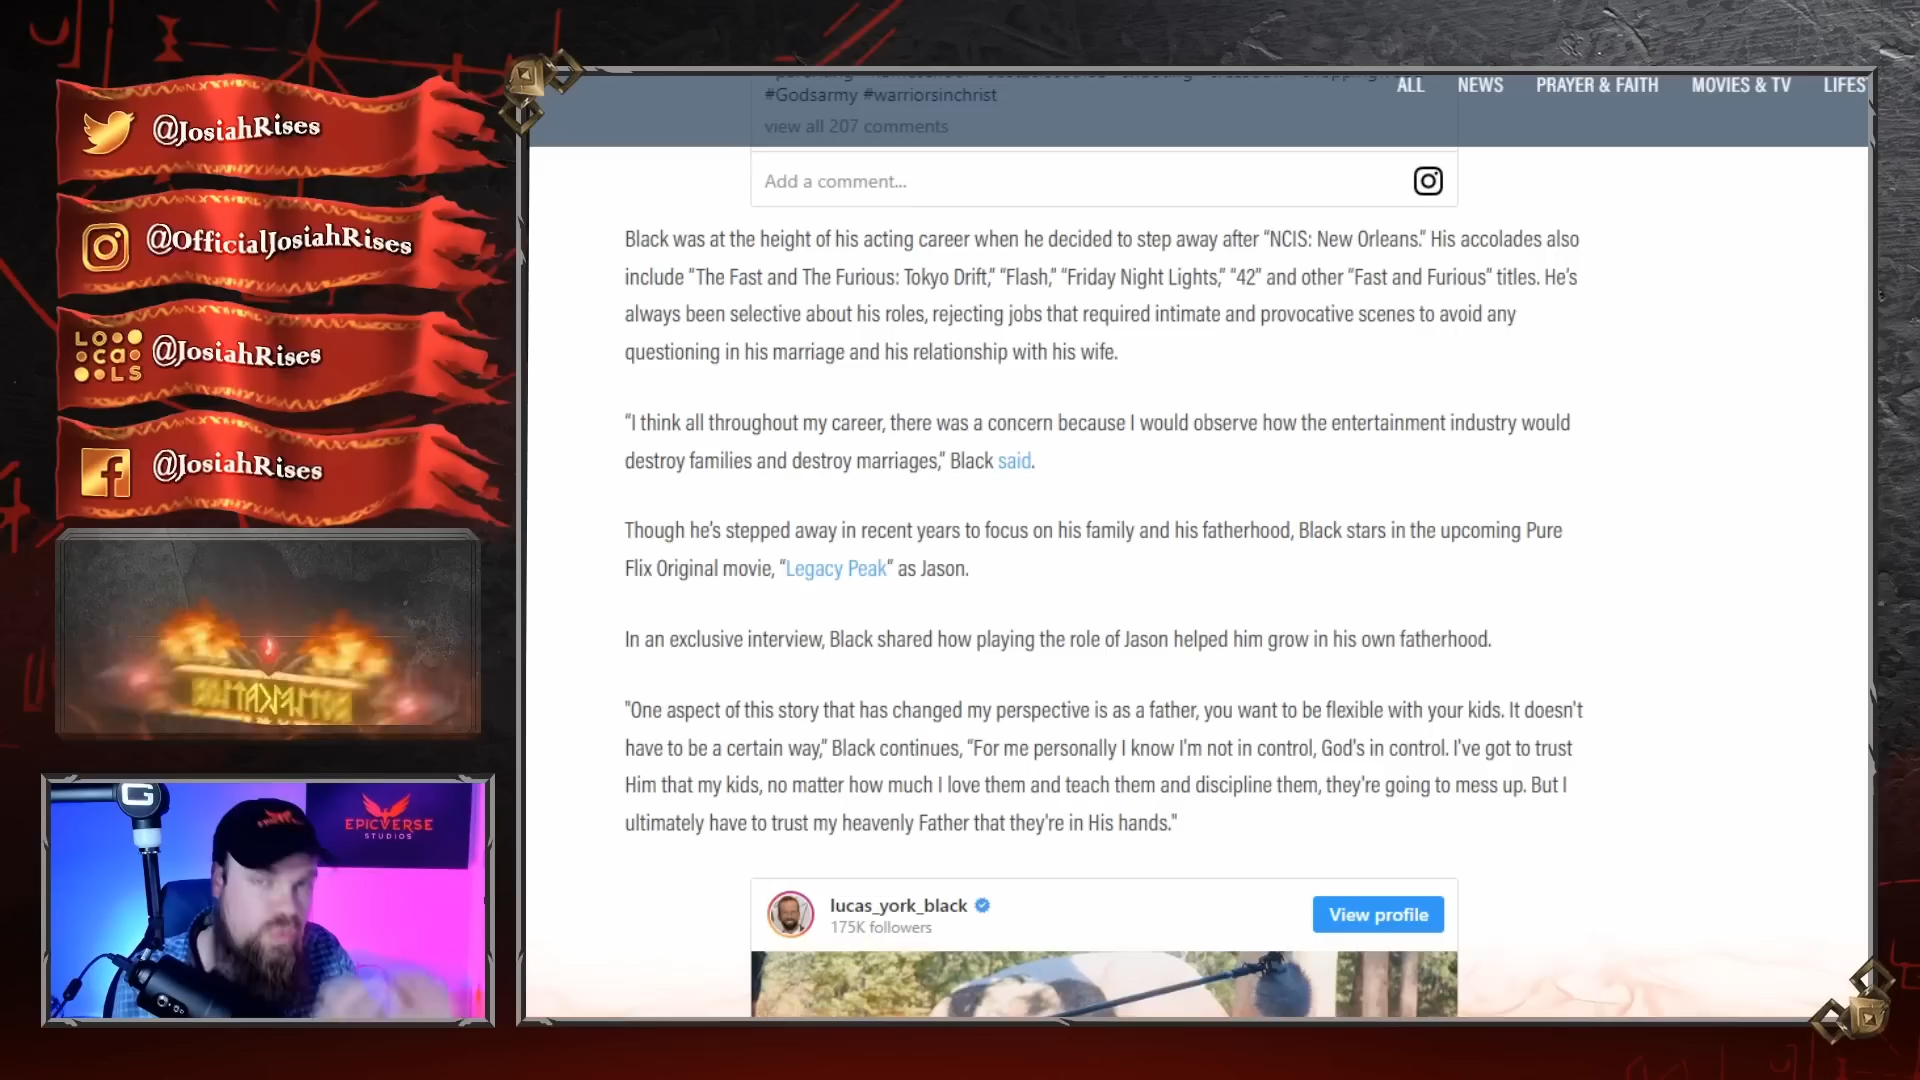 @JosiahRises
@OfficialJosiahRises
LOCALS
@JosiahRises
@JosiahRises
G
EPICVERSE
STUDIOS
ALL NEWS PRAYER & FAITH MOVIES & TV LIFES
#Godsarmy #warriorsinchrist
view all 207 comments
Add a comment...
Black was at the height of his acting career when he decided to step away after “NCIS: New Orleans.” His accolades also
include “The Fast and The Furious: Tokyo Drift,” “Flash,” “Friday Night Lights,” “42” and other “Fast and Furious” titles. He’s
always been selective about his roles, rejecting jobs that required intimate and provocative scenes to avoid any
questioning in his marriage and his relationship with his wife.
“I think all throughout my career, there was a concern because I would observe how the entertainment industry would
destroy families and destroy marriages,” Black said.
Though he’s stepped away in recent years to focus on his family and his fatherhood, Black stars in the upcoming Pure
Flix Original movie, “Legacy Peak” as Jason.
In an exclusive interview, Black shared how playing the role of Jason helped him grow in his own fatherhood.
"One aspect of this story that has changed my perspective is as a father, you want to be flexible with your kids. It doesn't
have to be a certain way,” Black continues, “For me personally I know I'm not in control, God's in control. I've got to trust
Him that my kids, no matter how much I love them and teach them and discipline them, they're going to mess up. But I
ultimately have to trust my heavenly Father that they're in His hands."
lucas_york_black
175K followers
View profile